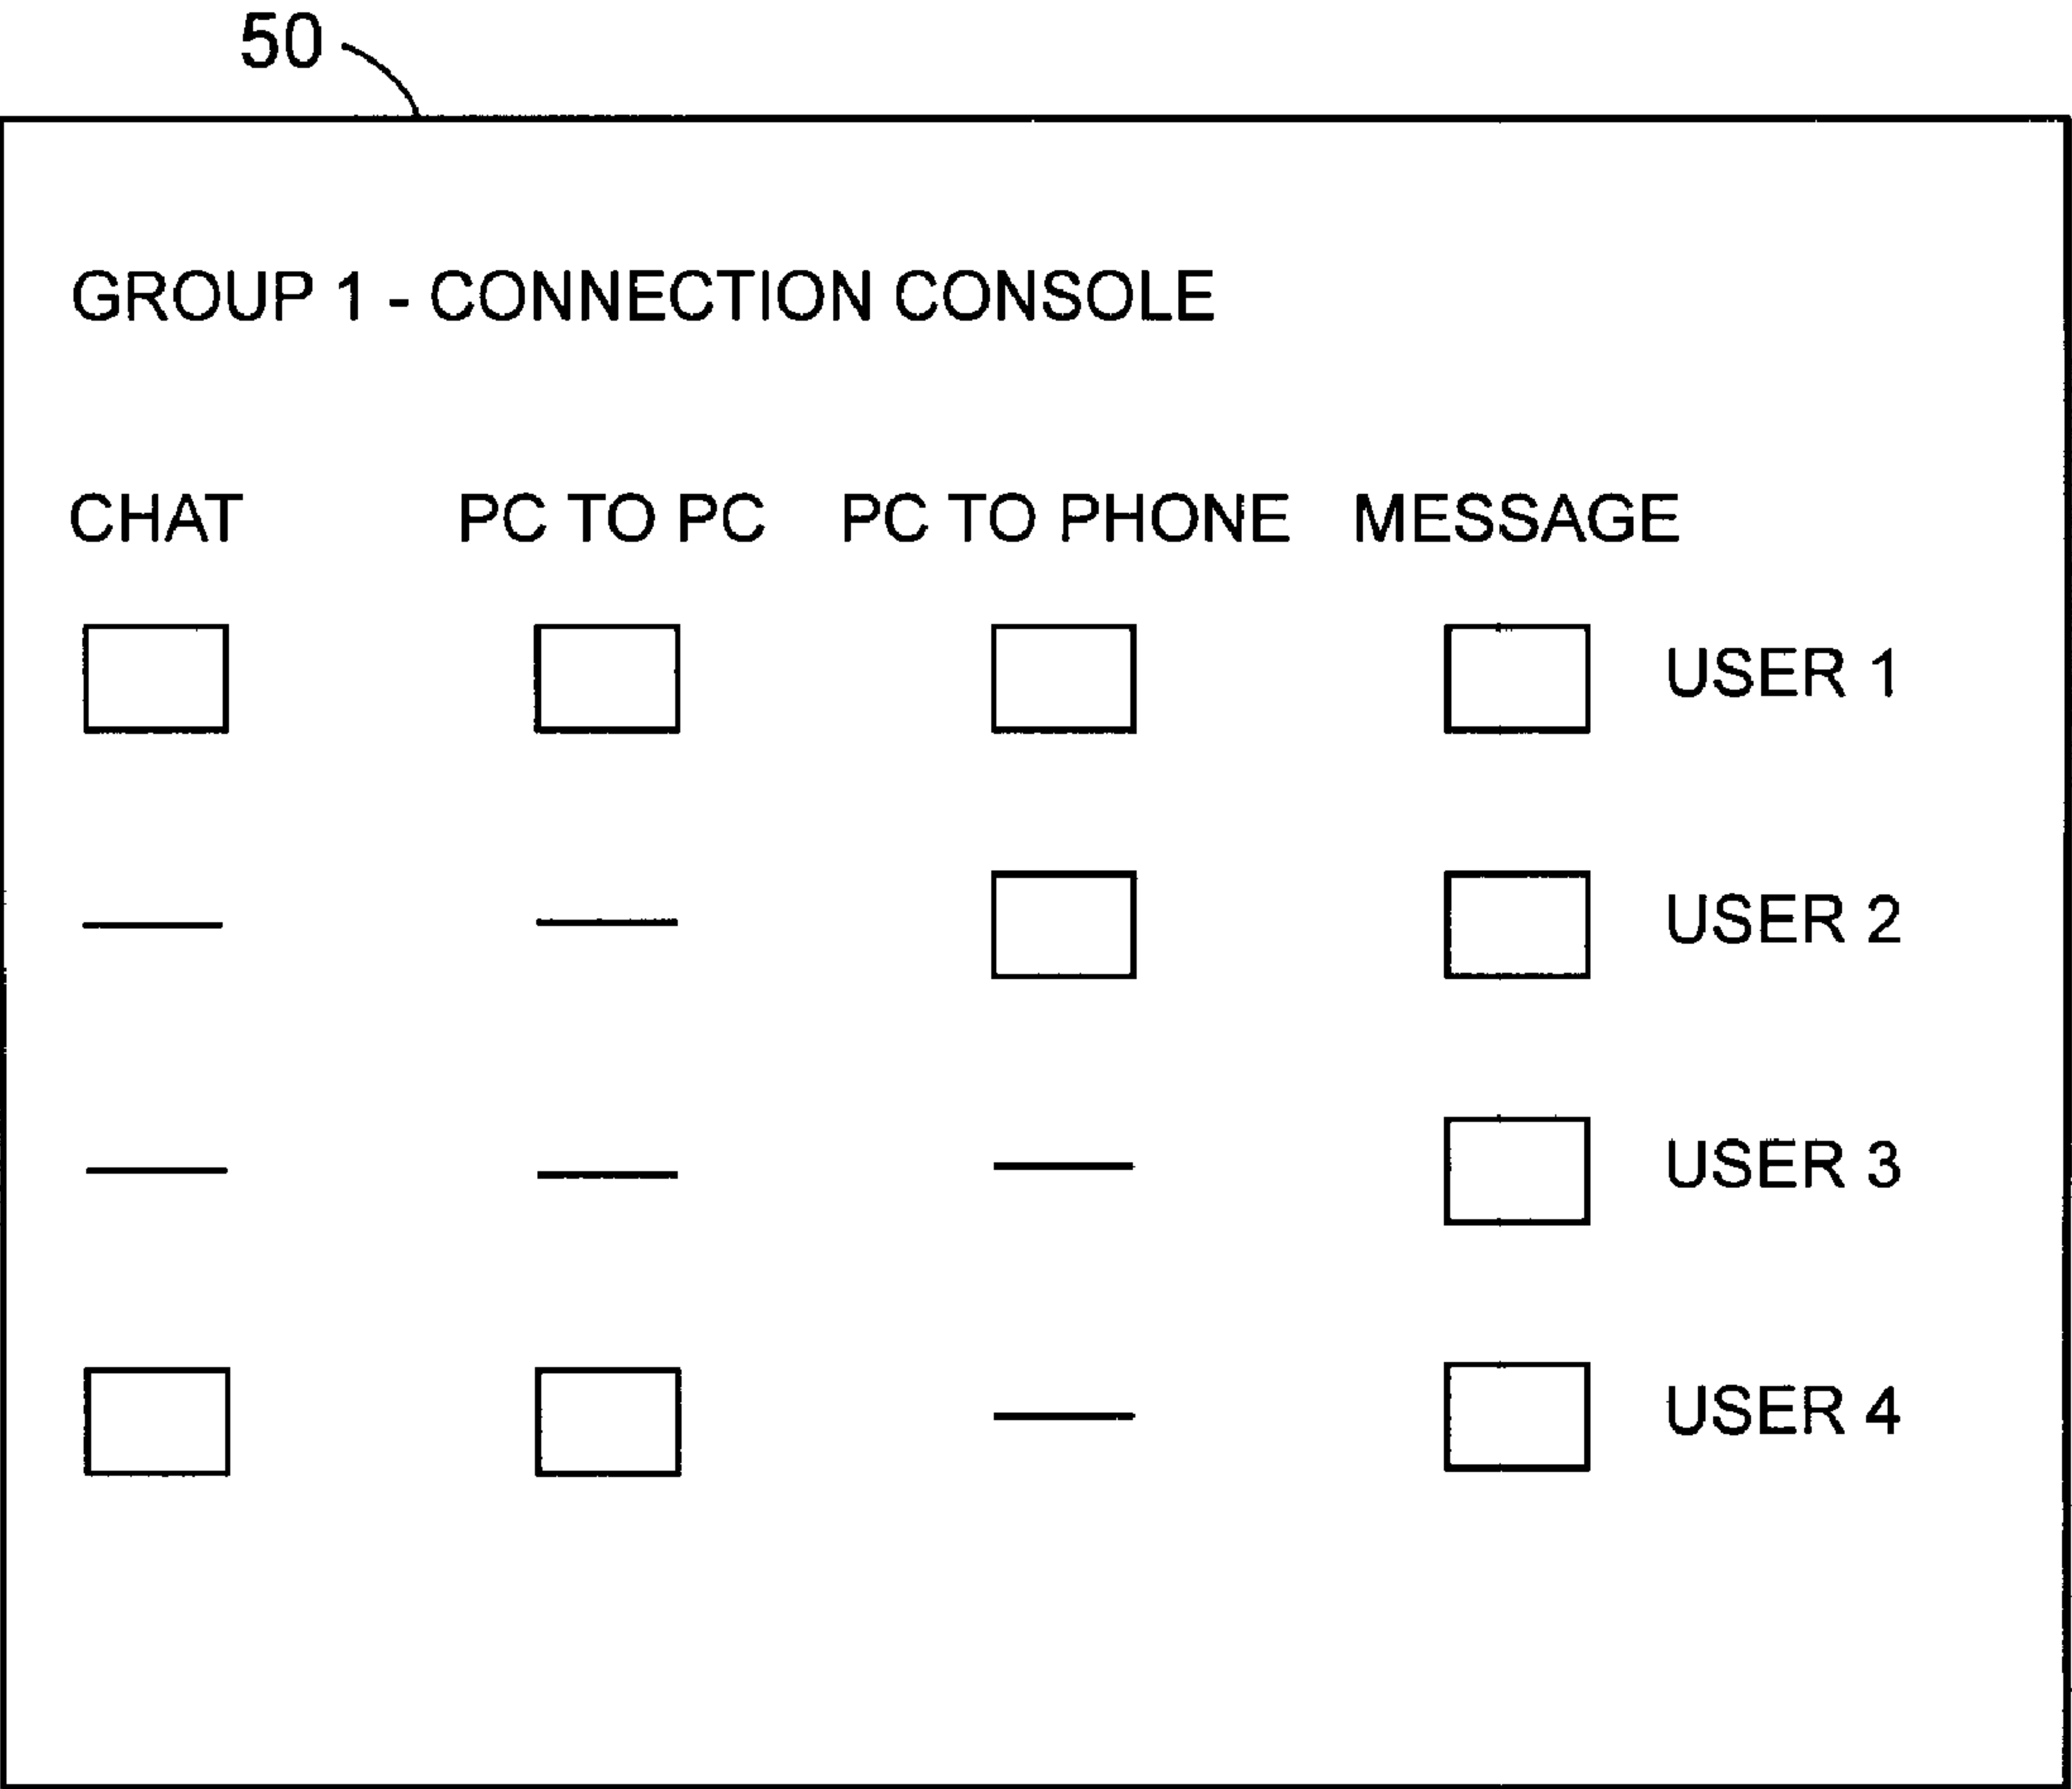 50
GROUP 1 - CONNECTION CONSOLE
CHAT PC TO PC PC TO PHONE MESSAGE
USER 1
USER 2
USER 3
USER 4